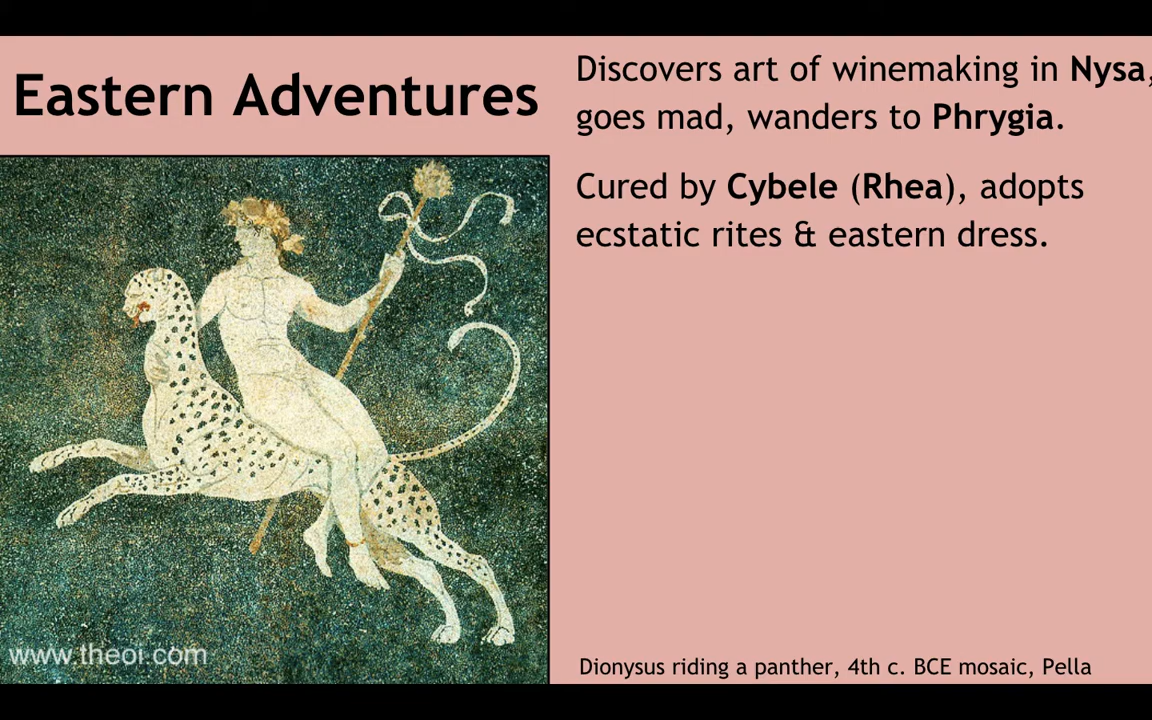 Eastern Adventures
Discovers art of winemaking in Nysa,
goes mad, wanders to Phrygia.
Cured by Cybele (Rhea), adopts
ecstatic rites & eastern dress.
www.theoi.com
Dionysus riding a panther, 4th c. BCE mosaic, Pella